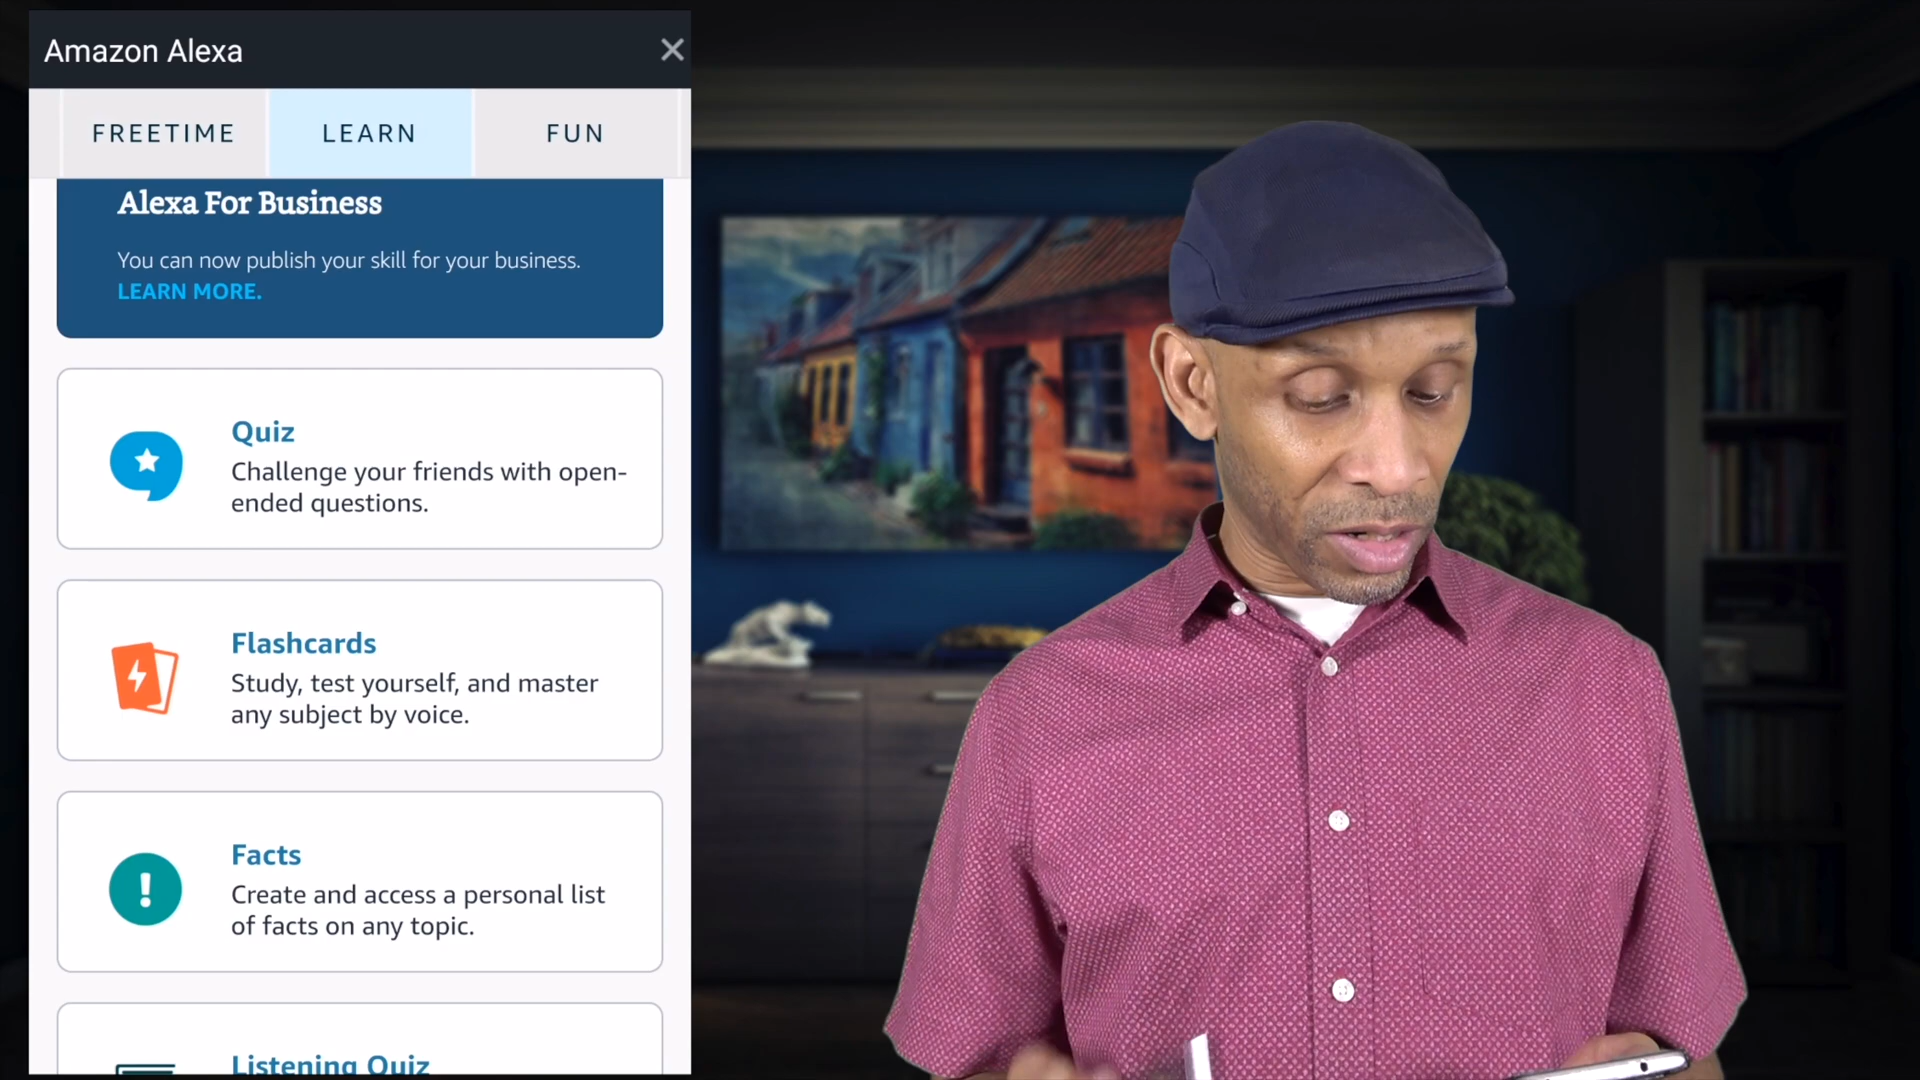 Amazon Alexa
FREETIME
LEARN
FUN
Alexa For Business
You can now publish your skill for your business.
LEARN MORE.
Quiz
Challenge your friends with open-
ended questions.
Flashcards
Study, test yourself, and master
any subject by voice.
Facts
Create and access a personal list
of facts on any topic.
Listening Quiz